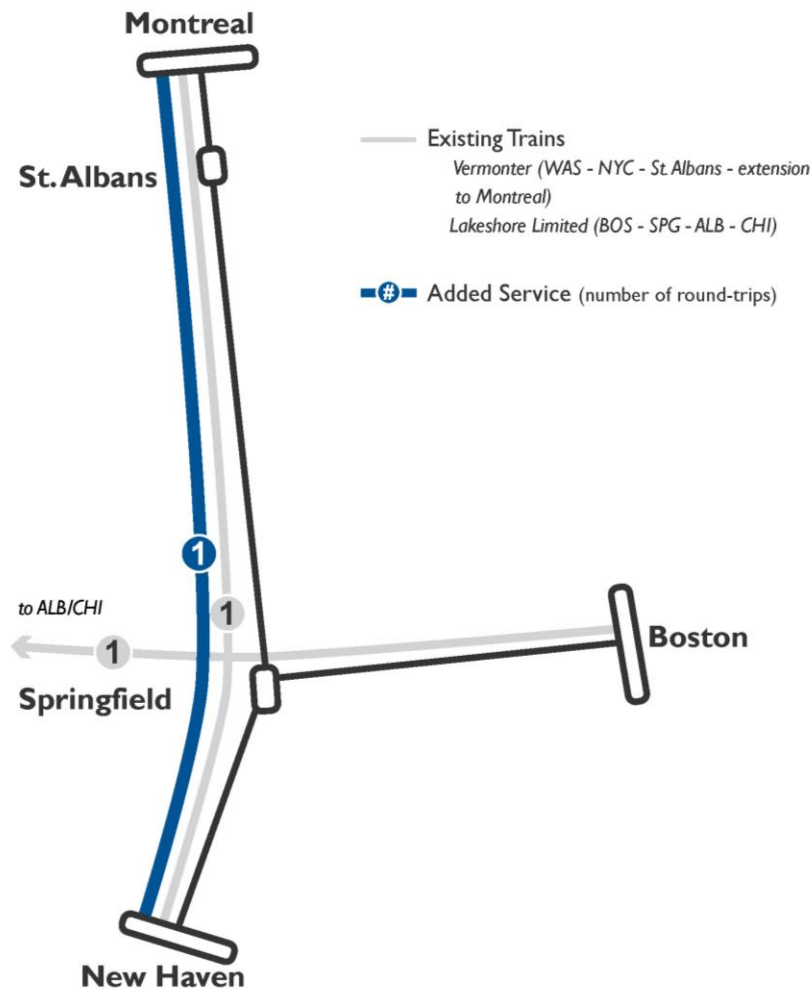 Montreal
St. Albans
Existing Trains
Vermonter (WAS - NYC - St. Albans - extension
to Montreal)
Lakeshore Limited (BOS - SPG - ALB - CHI)
# Added Service (number of round-trips)
1
1
to ALB/CHI
1
Boston
Springfield
New Haven